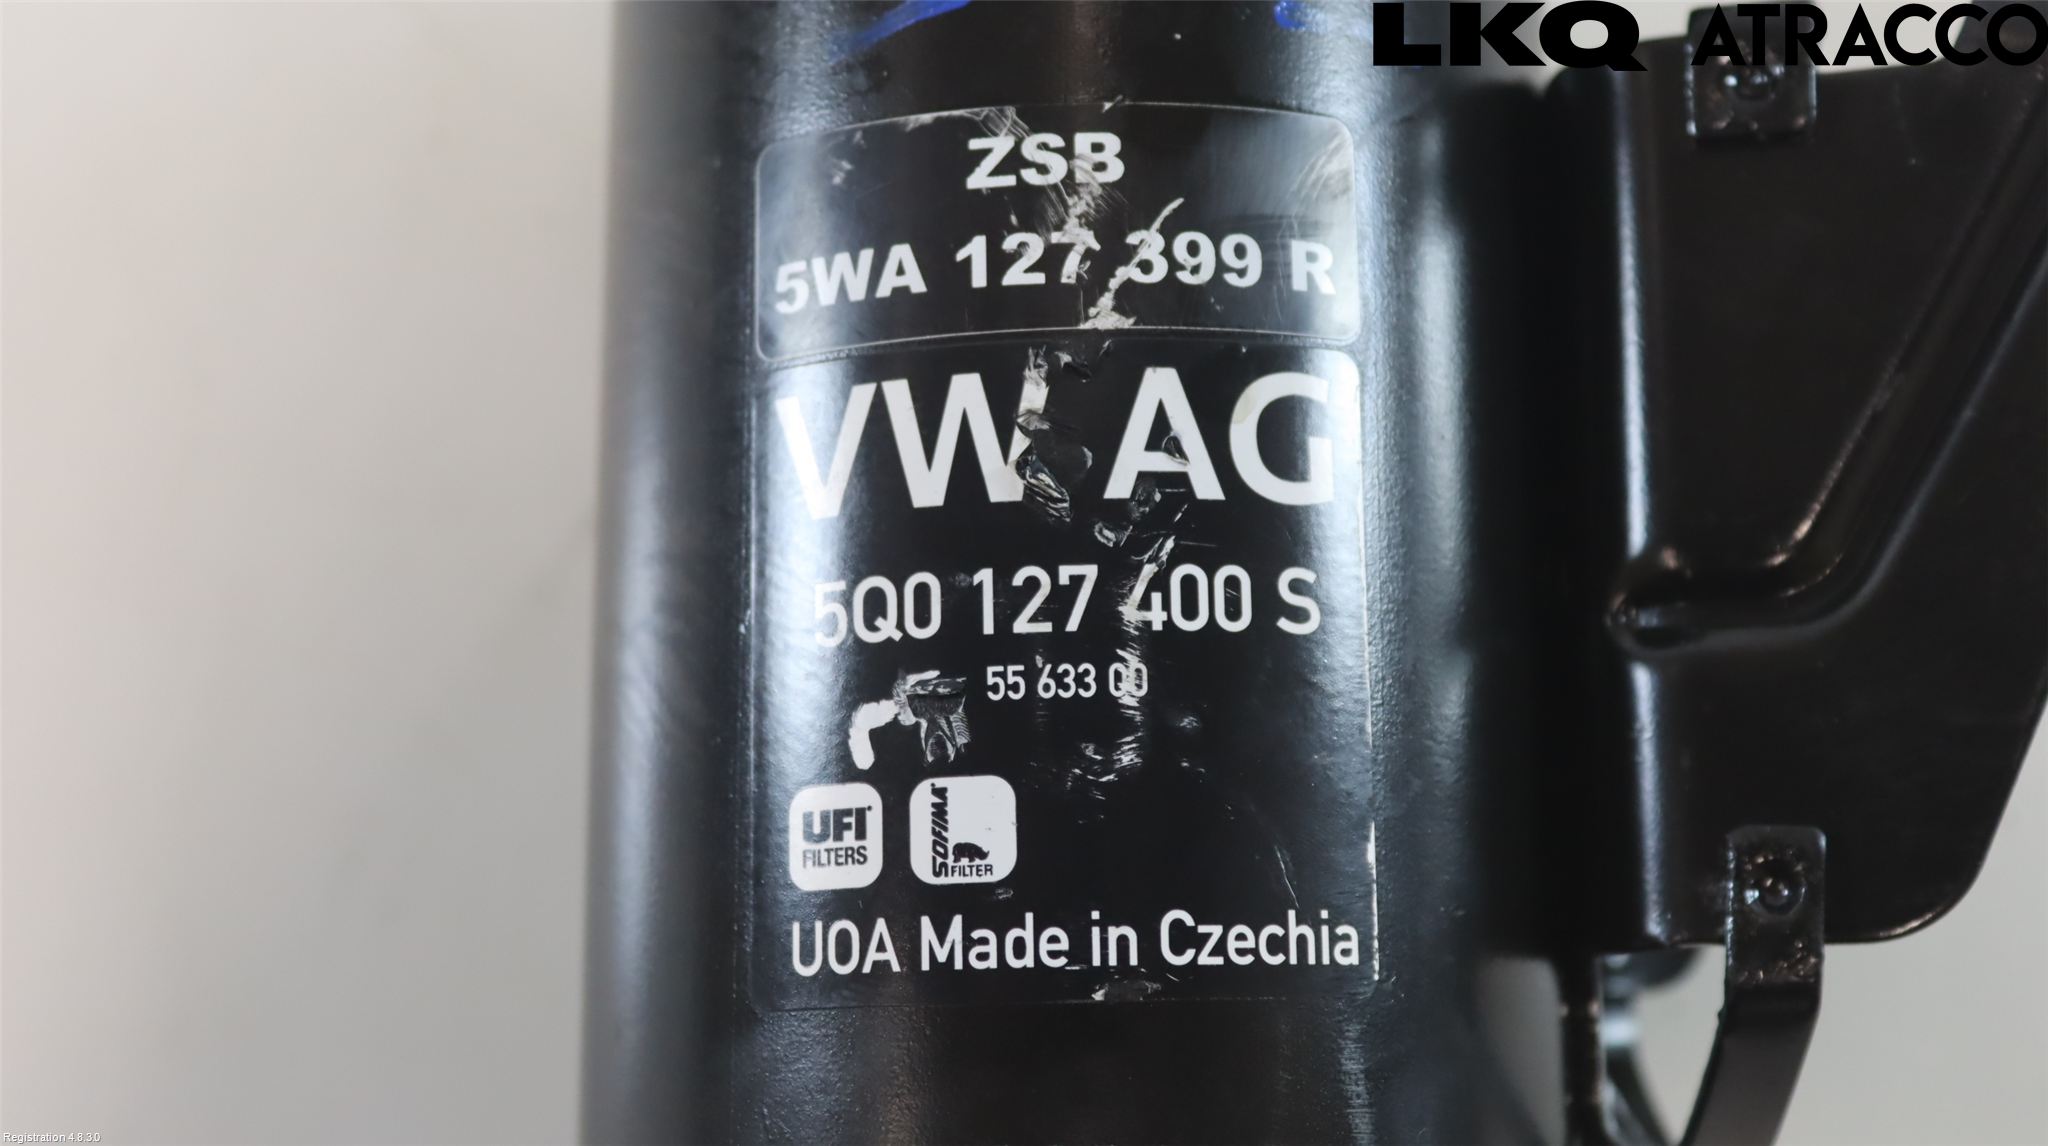 LKQ ATRACCO
ZSB
5WA 127 399 R
VW AG
5Q0 127 400 S
55 633 00
UFI
FILTERS
SOFIMA
FILTER
UOA Made in Czechia
Registration 4.8.3.0